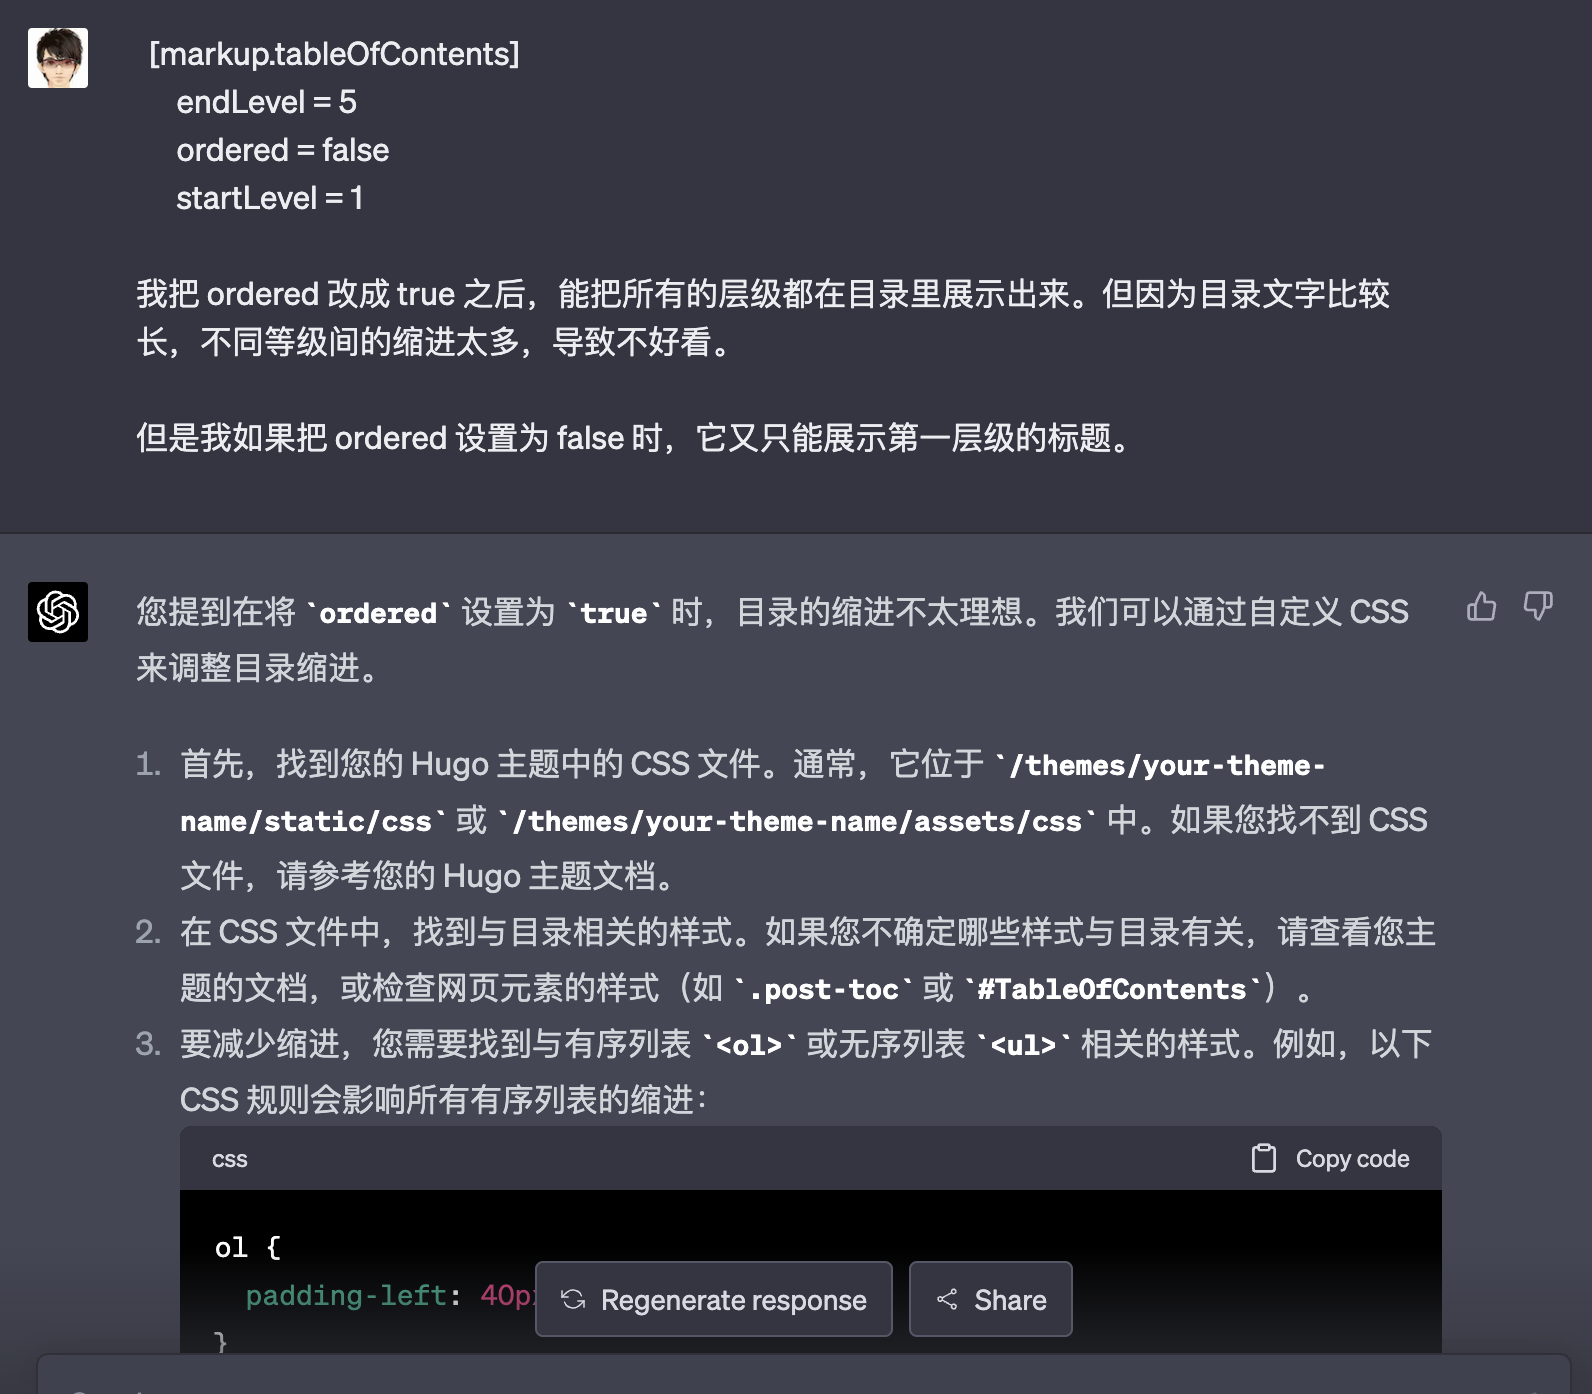 [markup.tableOfContents]
endLevel = 5
ordered = false
startLevel = 1
我把 ordered 改成 true 之后，能把所有的层级都在目录里展示出来。但因为目录文字比较
长，不同等级间的缩进太多，导致不好看。
但是我如果把 ordered 设置为 false 时，它又只能展示第一层级的标题。
您提到在将 `ordered` 设置为 `true` 时，目录的缩进不太理想。我们可以通过自定义 CSS
来调整目录缩进。
1. 首先，找到您的 Hugo 主题中的 CSS 文件。通常，它位于 `/themes/your-theme-
name/static/css` 或 `/themes/your-theme-name/assets/css` 中。如果您找不到 CSS
文件，请参考您的 Hugo 主题文档。
2. 在 CSS 文件中，找到与目录相关的样式。如果您不确定哪些样式与目录有关，请查看您主
题的文档，或检查网页元素的样式（如 `.post-toc` 或 `#TableOfContents`）。
3. 要减少缩进，您需要找到与有序列表 `<ol>` 或无序列表 `<ul>` 相关的样式。例如，以下
CSS 规则会影响所有有序列表的缩进：
css
Copy code
ol {
padding-left: 40p
Regenerate response
Share
}